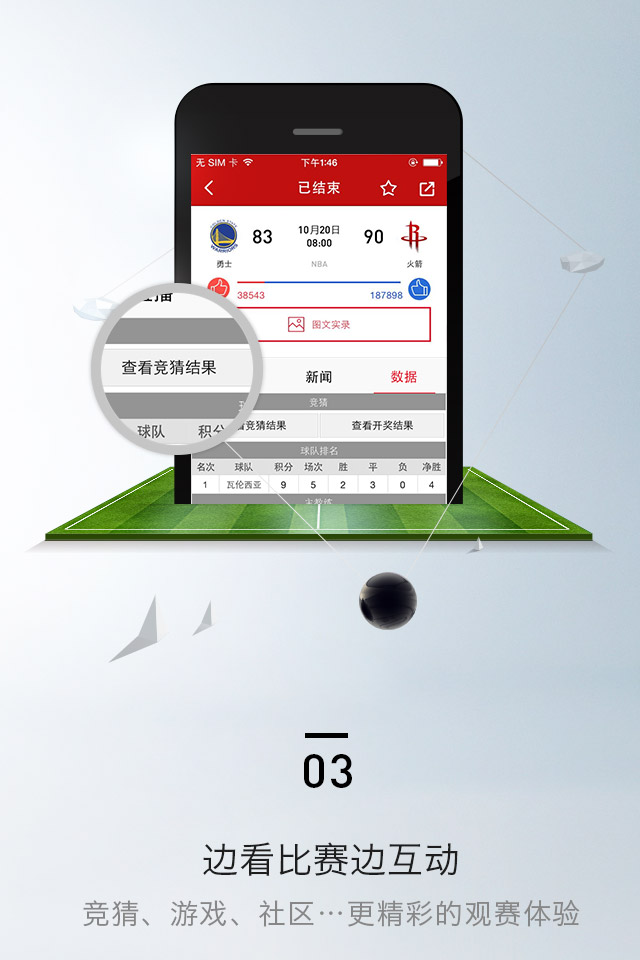 无 SIM 卡 下午1:46
已结束
83 10月20日 90
08:00
勇士 NBA 火箭
38543 187898
图文实录
查看竞猜结果
球队 积分
新闻 数据
竞猜
看竞猜结果 查看开奖结果
球队排名
名次 球队 积分 场次 胜 平 负 净胜
1 瓦伦西亚 9 5 2 3 0 4
03
边看比赛边互动
竞猜、游戏、社区…更精彩的观赛体验